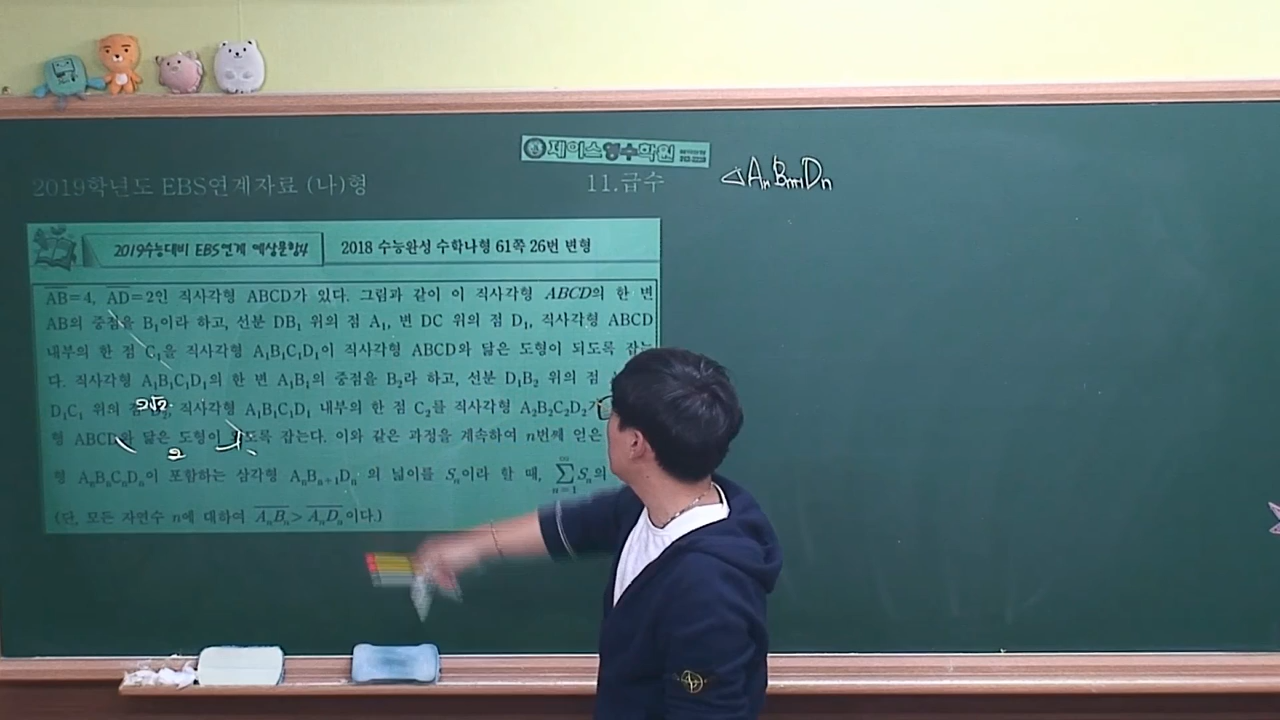 제이스영수학원
2019학년도 EBS연계자료 (나)형
11.급수
△AₙBₙ₊₁Dₙ
2019수능대비 EBS연계 예상문항4
2018 수능완성 수학나형 61쪽 26번 변형
AB=4, AD=2인 직사각형 ABCD가 있다. 그림과 같이 이 직사각형 ABCD의 한 변
AB의 중점을 B₁이라 하고, 선분 DB₁ 위의 점 A₁, 변 DC 위의 점 D₁, 직사각형 ABCD
내부의 한 점 C₁을 직사각형 A₁B₁C₁D₁이 직사각형 ABCD와 닮은 도형이 되도록 잡는
다. 직사각형 A₁B₁C₁D₁의 한 변 A₁B₁의 중점을 B₂라 하고, 선분 D₁B₂ 위의 점
D₁C₁ 위의 직사각형 A₁B₁C₁D₁ 내부의 한 점 C₂를 직사각형 A₂B₂C₂D₂
2√2
형 ABCD와 닮은 도형이 되도록 잡는다. 이와 같은 과정을 계속하여 n번째 얻은
2
형 AₙBₙCₙDₙ이 포함하는 삼각형 AₙBₙ₊₁Dₙ의 넓이를 Sₙ이라 할 때, ∑ₙ₌₁^∞ Sₙ의
(단, 모든 자연수 n에 대하여 AₙBₙ > AₙDₙ이다.)